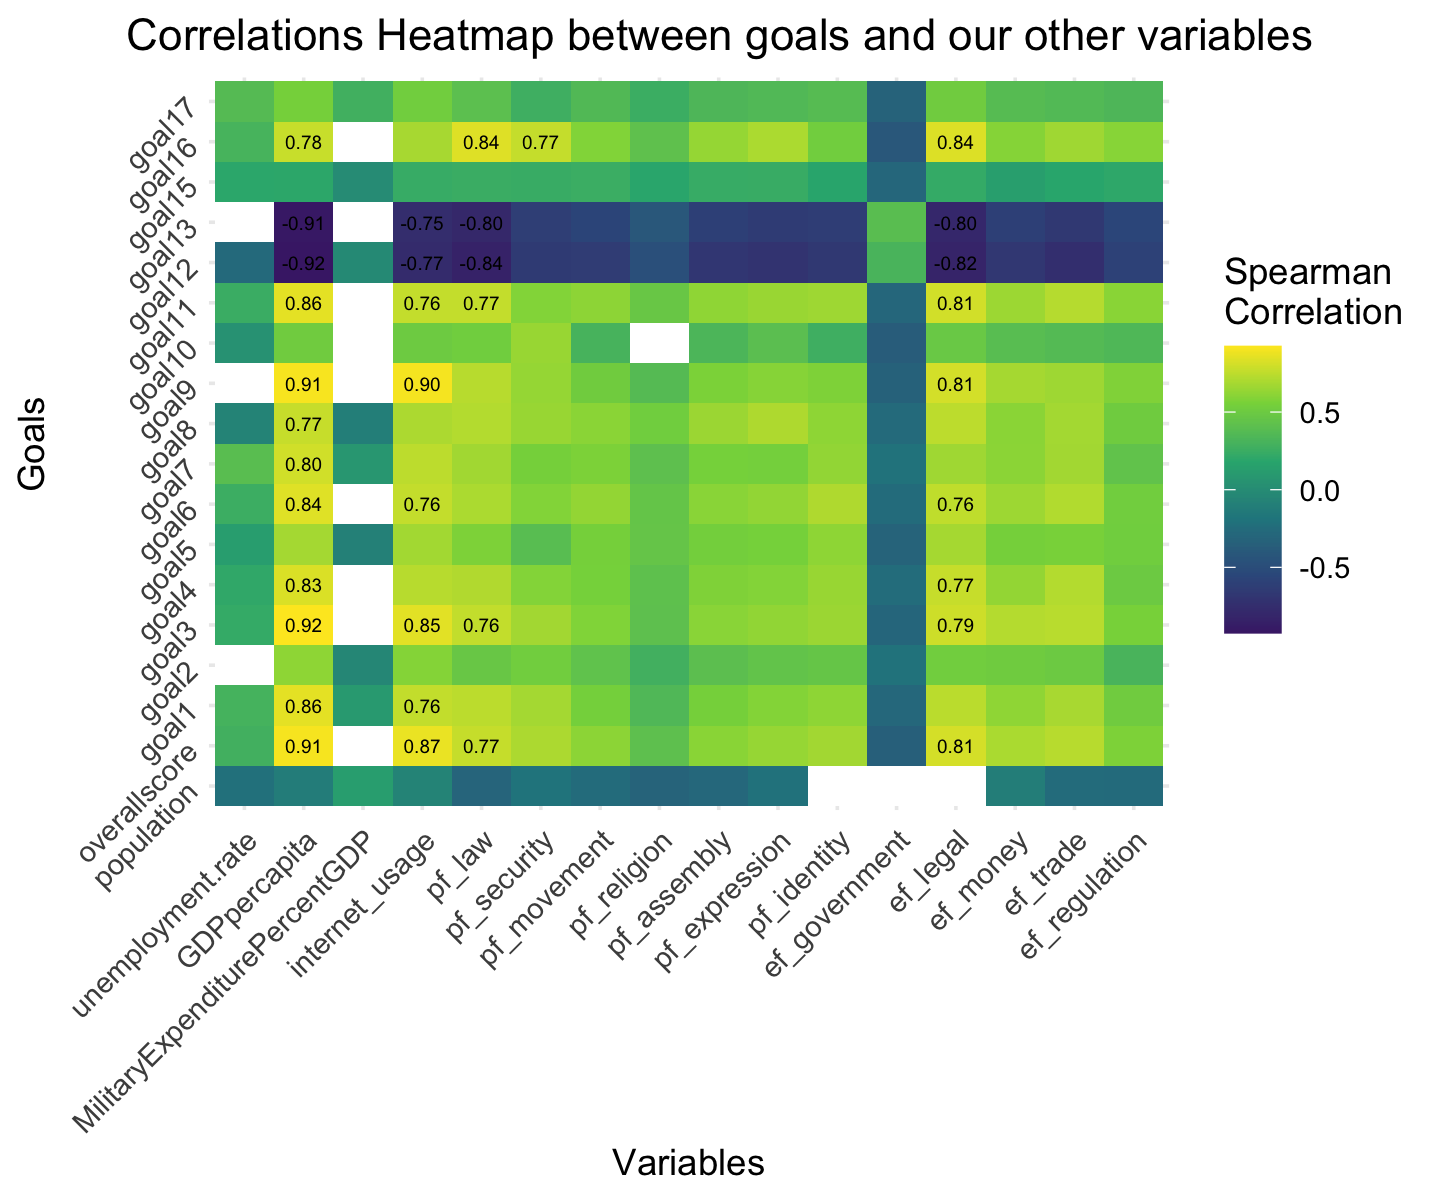 Correlations Heatmap between goals and our other variables
Goals
goal17
goal16
0.78 0.84 0.77 0.84
goal15
goal13
-0.91 -0.75 -0.80 -0.80
goal12
-0.92 -0.77 -0.84 -0.82
goal11
0.86 0.76 0.77 0.81
goal10
goal9
0.91 0.90 0.81
goal8
0.77
goal7
0.80
goal6
0.84 0.76 0.76
goal5
goal4
0.83 0.77
goal3
0.92 0.85 0.76 0.79
goal2
goal1
0.86 0.76
overallscore
0.91 0.87 0.77 0.81
population
unemployment.rate
GDPpercapita
MilitaryExpenditurePercentGDP
internet_usage
pf_law
pf_security
pf_movement
pf_religion
pf_assembly
pf_expression
pf_identity
ef_government
ef_legal
ef_money
ef_trade
ef_regulation
Variables
Spearman
Correlation
0.5
0.0
-0.5